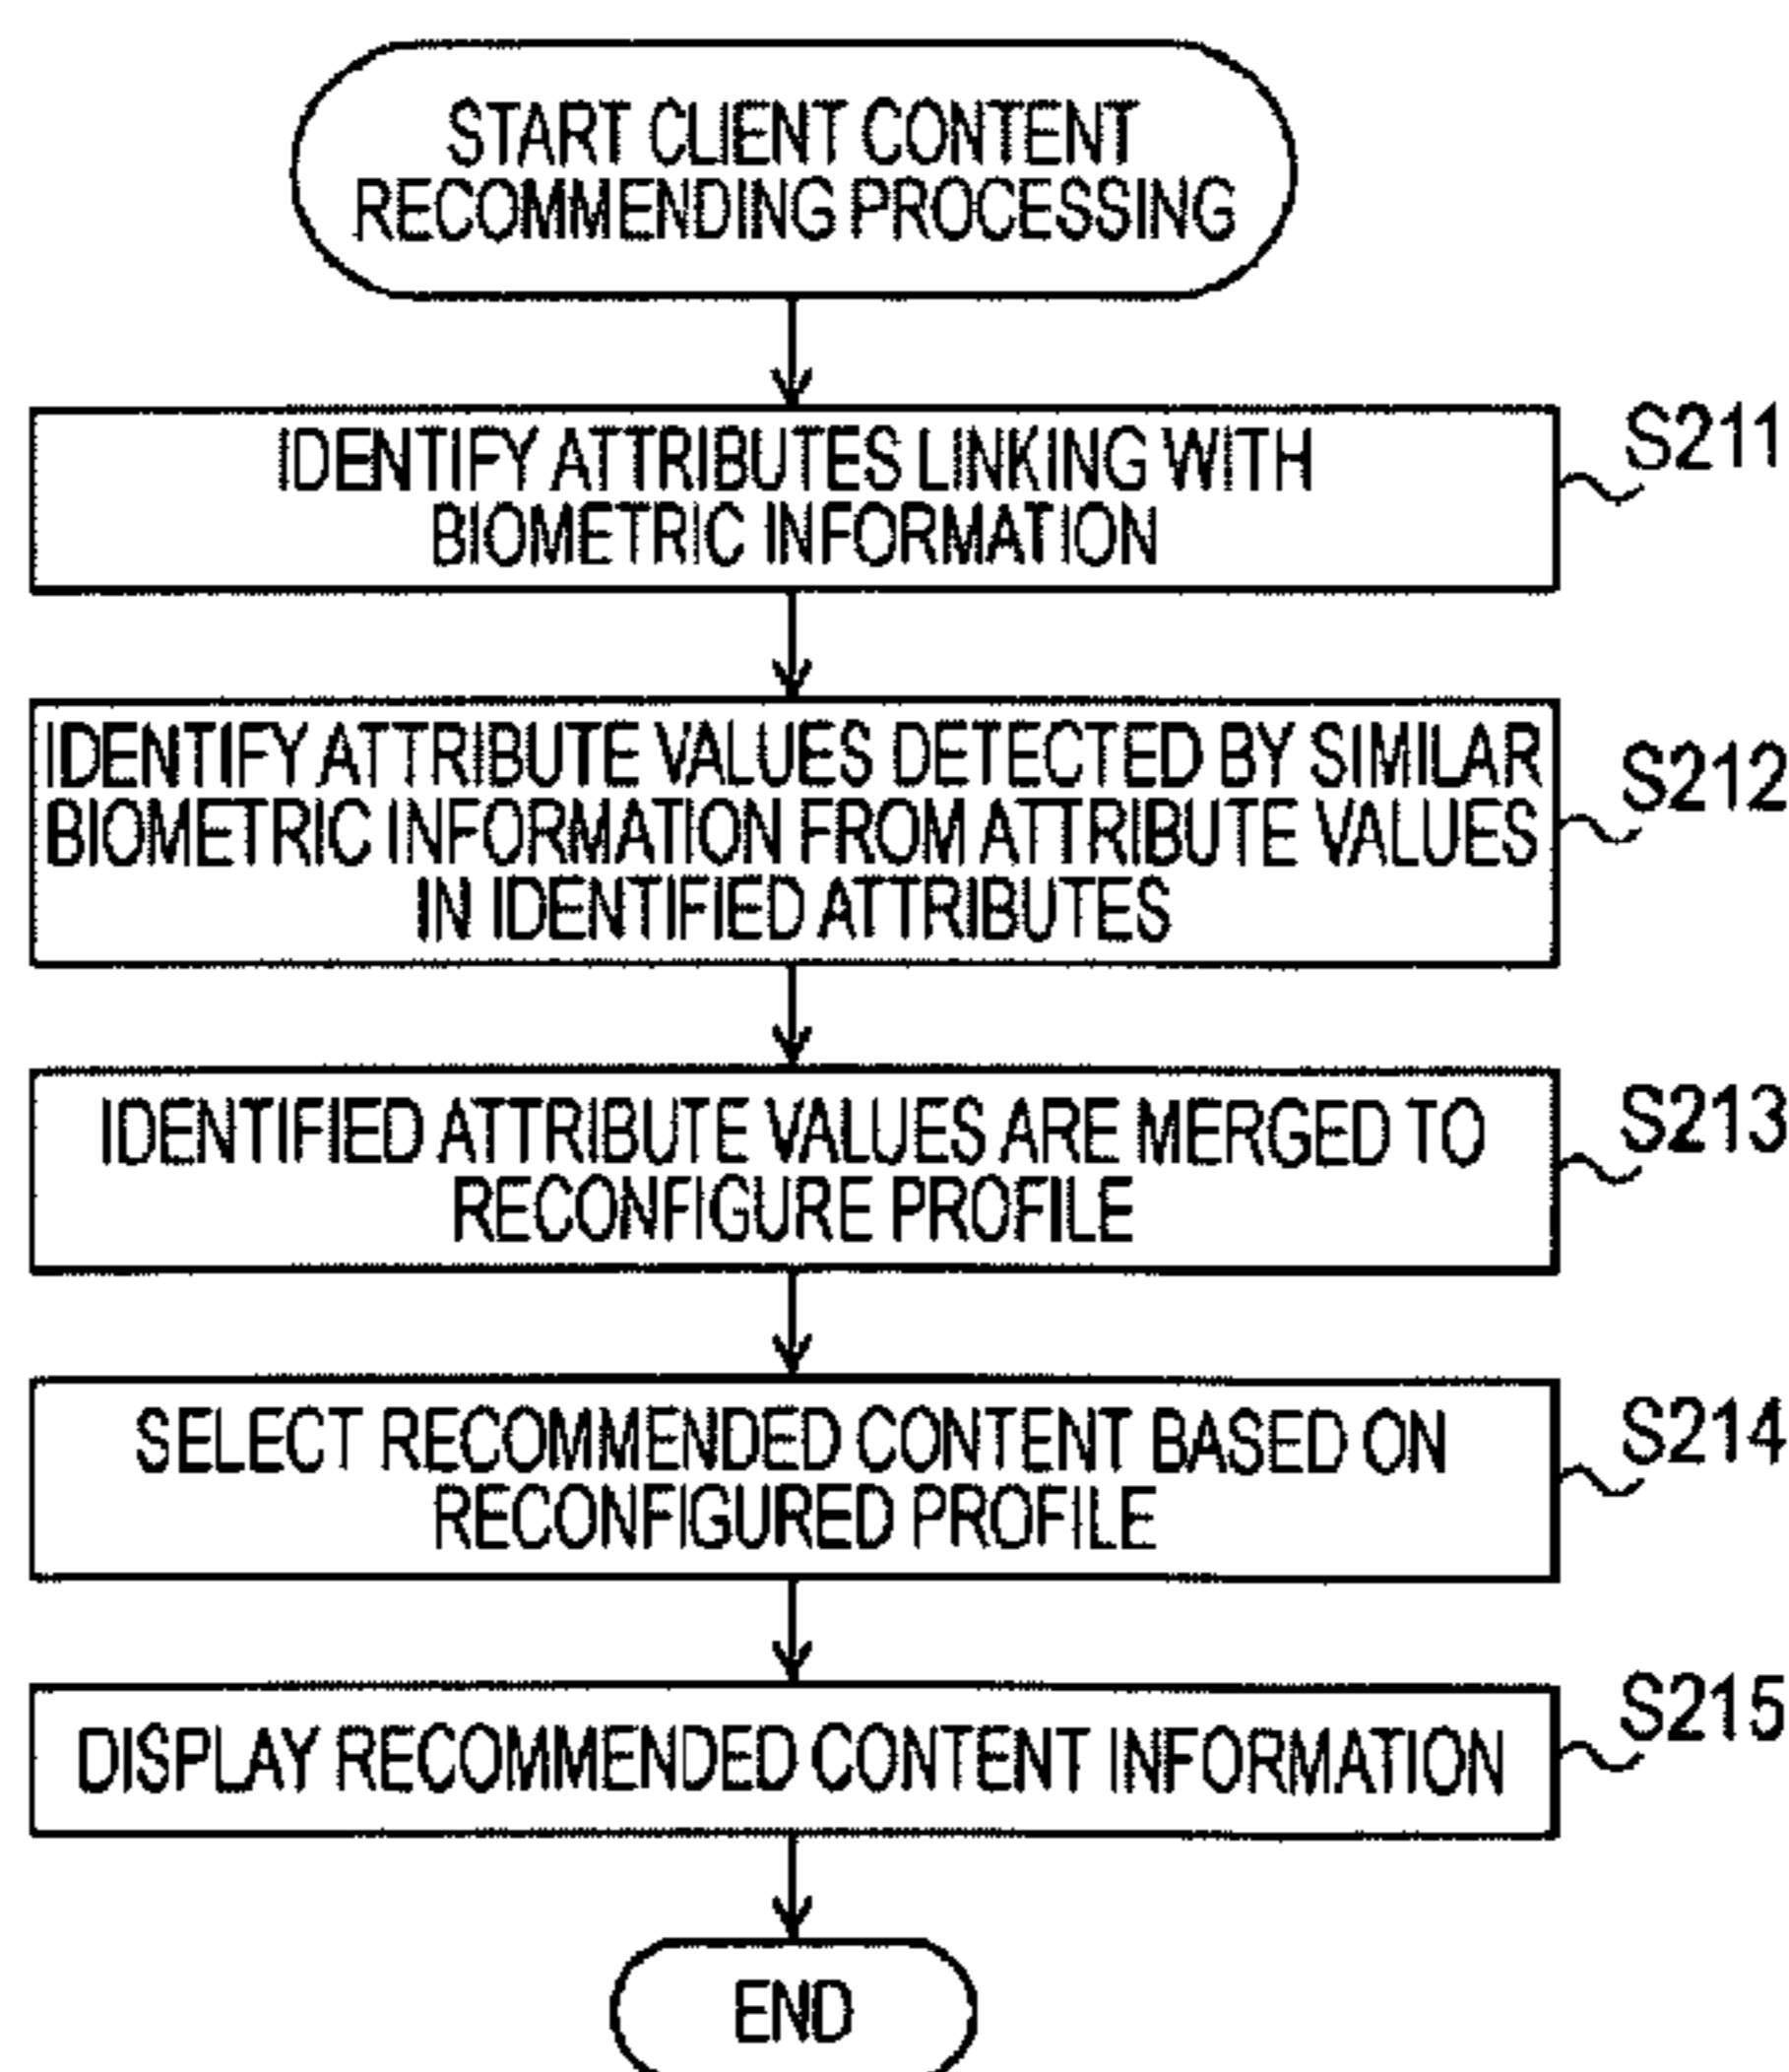 START CLIENT CONTENT
RECOMMENDING PROCESSING
IDENTIFY ATTRIBUTES LINKING WITH
BIOMETRIC INFORMATION
S211
IDENTIFY ATTRIBUTE VALUES DETECTED BY SIMILAR
BIOMETRIC INFORMATION FROM ATTRIBUTE VALUES
IN IDENTIFIED ATTRIBUTES
S212
IDENTIFIED ATTRIBUTE VALUES ARE MERGED TO
RECONFIGURE PROFILE
S213
SELECT RECOMMENDED CONTENT BASED ON
RECONFIGURED PROFILE
S214
DISPLAY RECOMMENDED CONTENT INFORMATION
S215
END